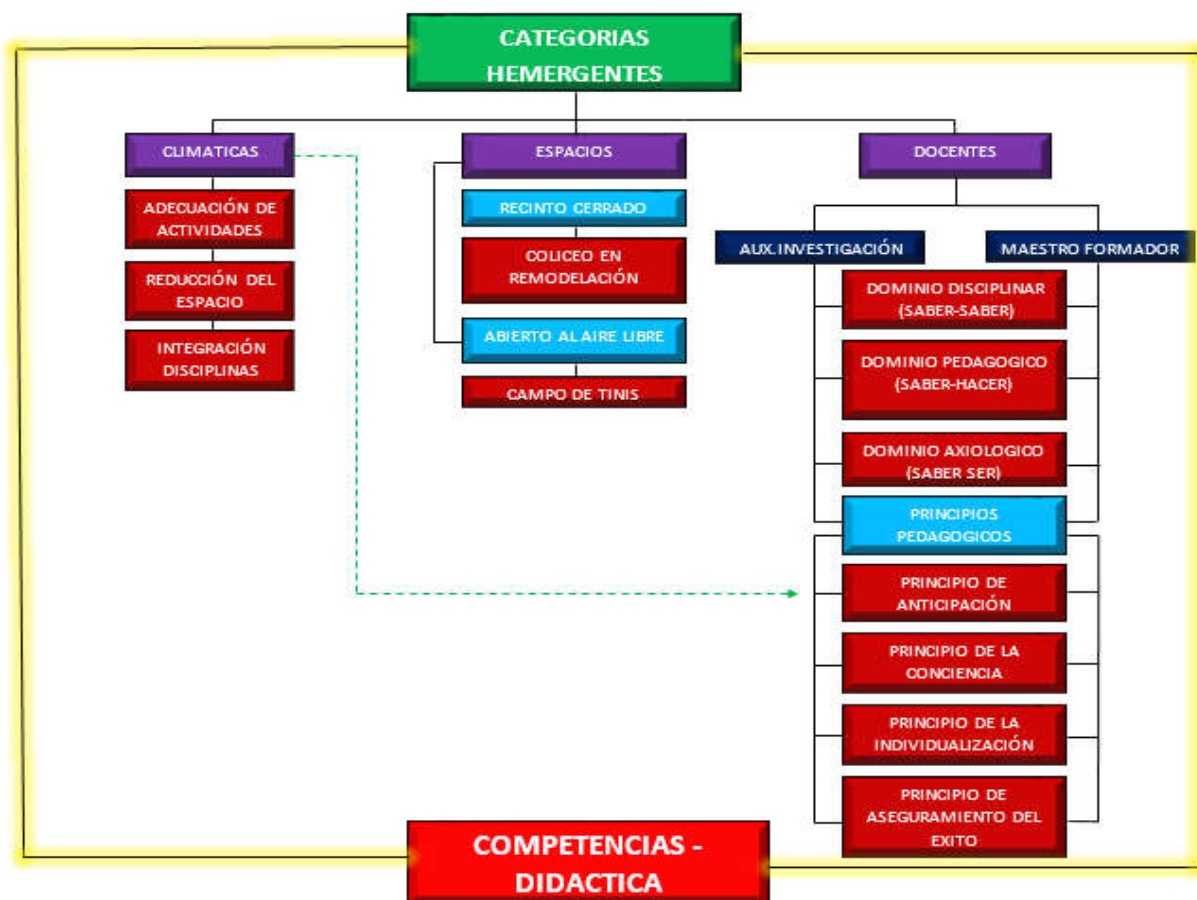 CATEGORIAS
HEMERGENTES
CLIMATICAS
ADECUACIÓN DE
ACTIVIDADES
REDUCCIÓN DEL
ESPACIO
INTEGRACIÓN
DISCIPLINAS
ESPACIOS
RECINTO CERRADO
COLICEO EN
REMODELACIÓN
ABIERTO AL AIRE LIBRE
CAMPO DE TINIS
DOCENTES
AUX.INVESTIGACIÓN
MAESTRO FORMADOR
DOMINIO DISCIPLINAR
(SABER-SABER)
DOMINIO PEDAGOGICO
(SABER-HACER)
DOMINIO AXIOLOGICO
(SABER SER)
PRINCIPIOS
PEDAGOGICOS
PRINCIPIO DE
ANTICIPACIÓN
PRINCIPIO DE LA
CONCIENCIA
PRINCIPIO DE LA
INDIVIDUALIZACIÓN
PRINCIPIO DE
ASEGURAMIENTO DEL
EXITO
COMPETENCIAS -
DIDACTICA